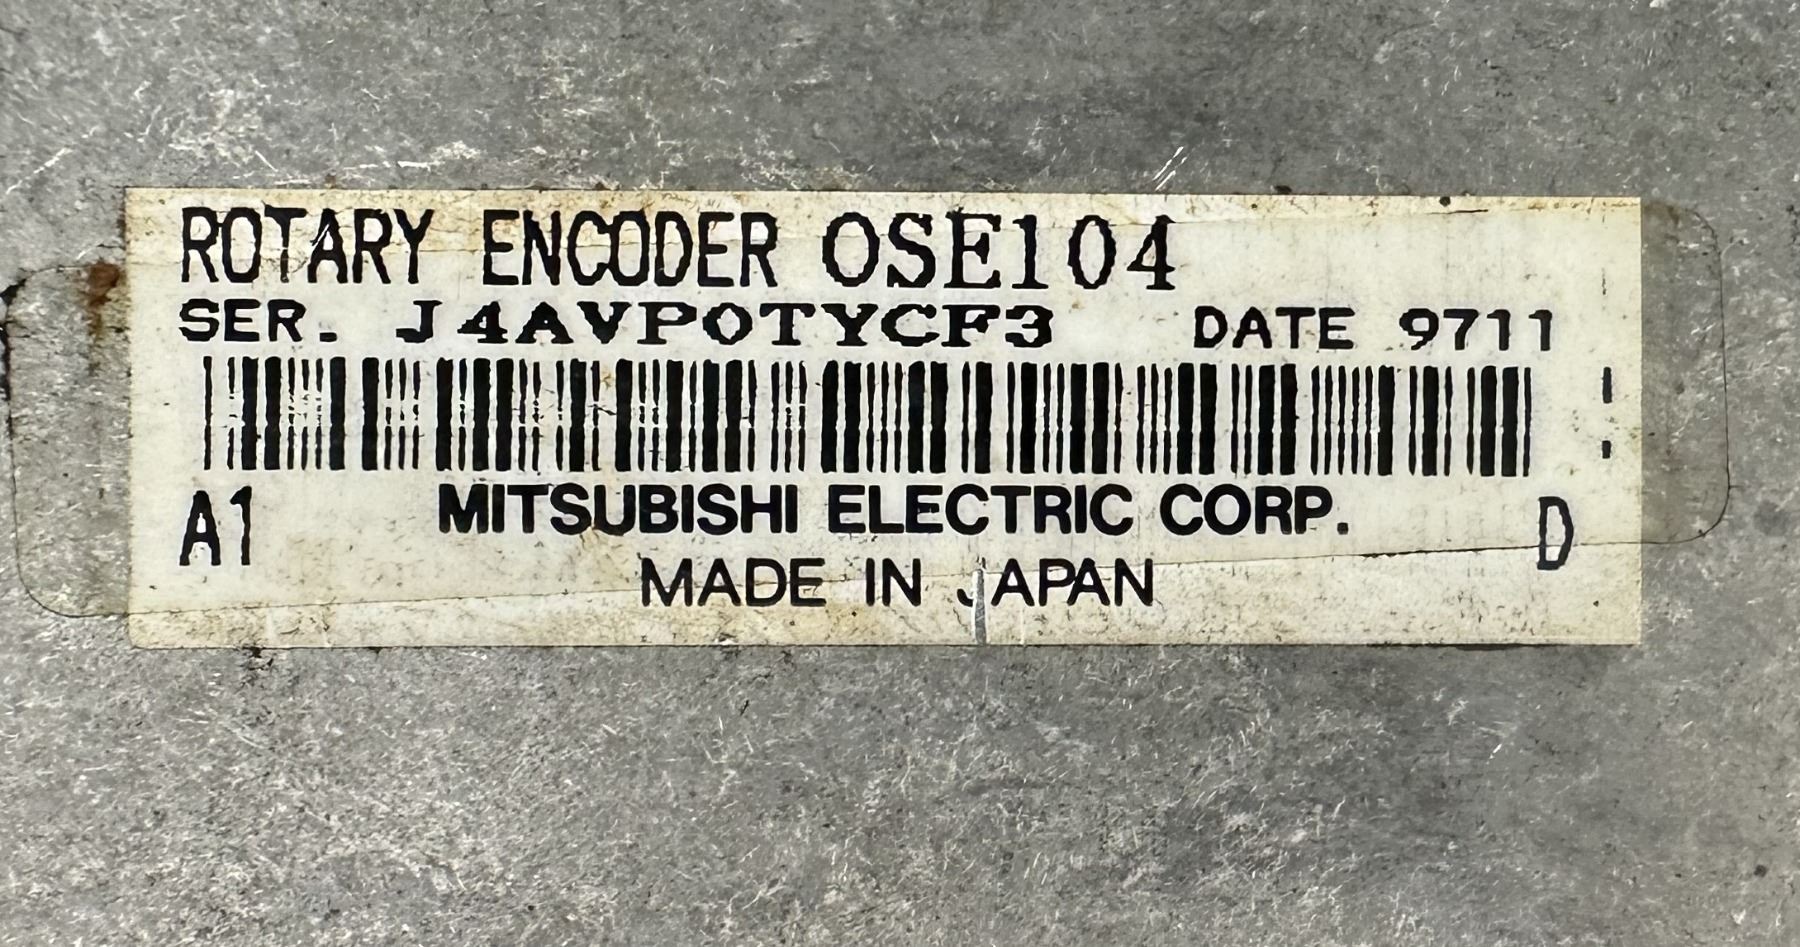 ROTARY ENCODER OSE104
SER. J4AVP0TYCF3 DATE 9711
A1 MITSUBISHI ELECTRIC CORP. D
MADE IN JAPAN